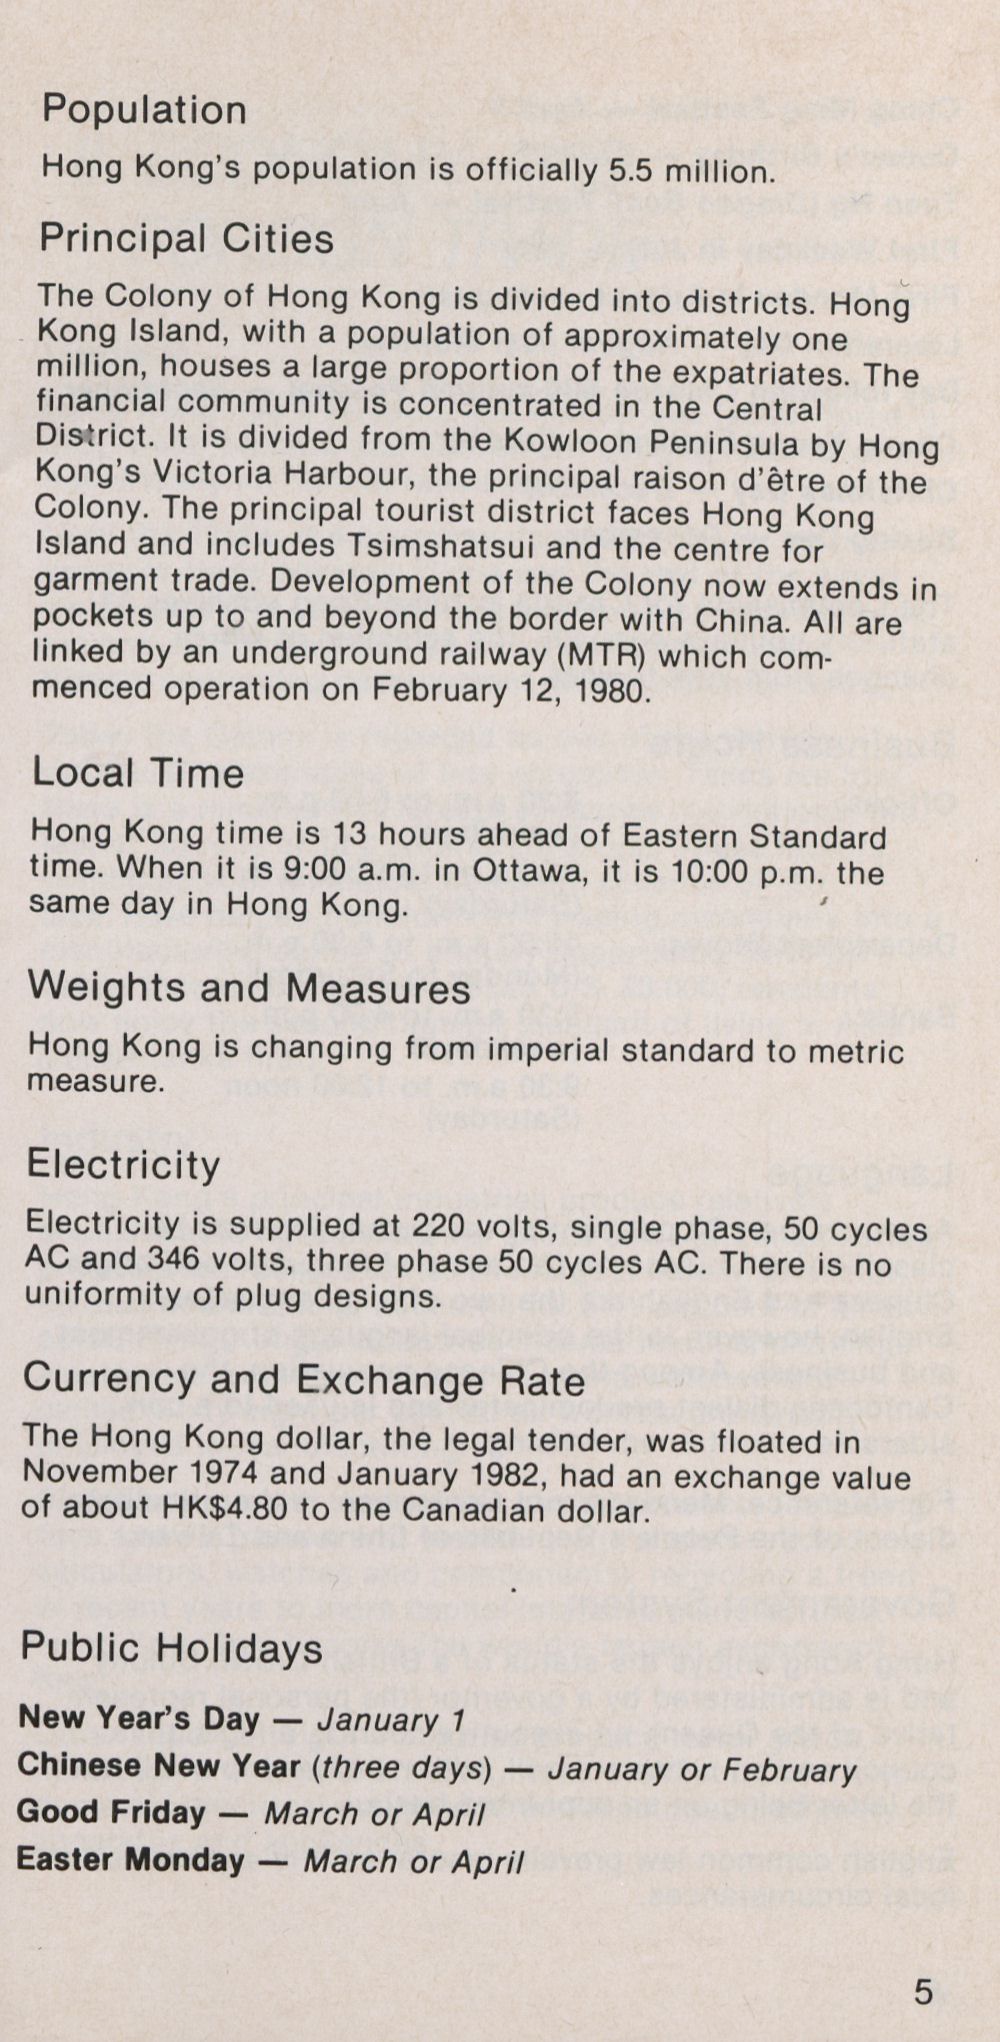 Population
Hong Kong's population is officially 5.5 million.
Principal Cities
The Colony of Hong Kong is divided into districts. Hong
Kong Island, with a population of approximately one
million, houses a large proportion of the expatriates. The
financial community is concentrated in the Central
District. It is divided from the Kowloon Peninsula by Hong
Kong's Victoria Harbour, the principal raison d'être of the
Colony. The principal tourist district faces Hong Kong
Island and includes Tsimshatsui and the centre for
garment trade. Development of the Colony now extends in
pockets up to and beyond the border with China. All are
linked by an underground railway (MTR) which com-
menced operation on February 12, 1980.
Local Time
Hong Kong time is 13 hours ahead of Eastern Standard
time. When it is 9:00 a.m. in Ottawa, it is 10:00 p.m. the
same day in Hong Kong.
Weights and Measures
Hong Kong is changing from imperial standard to metric
measure.
Electricity
Electricity is supplied at 220 volts, single phase, 50 cycles
AC and 346 volts, three phase 50 cycles AC. There is no
uniformity of plug designs.
Currency and Exchange Rate
The Hong Kong dollar, the legal tender, was floated in
November 1974 and January 1982, had an exchange value
of about HK$4.80 to the Canadian dollar.
Public Holidays
New Year's Day — January 1
Chinese New Year (three days) — January or February
Good Friday — March or April
Easter Monday — March or April
5